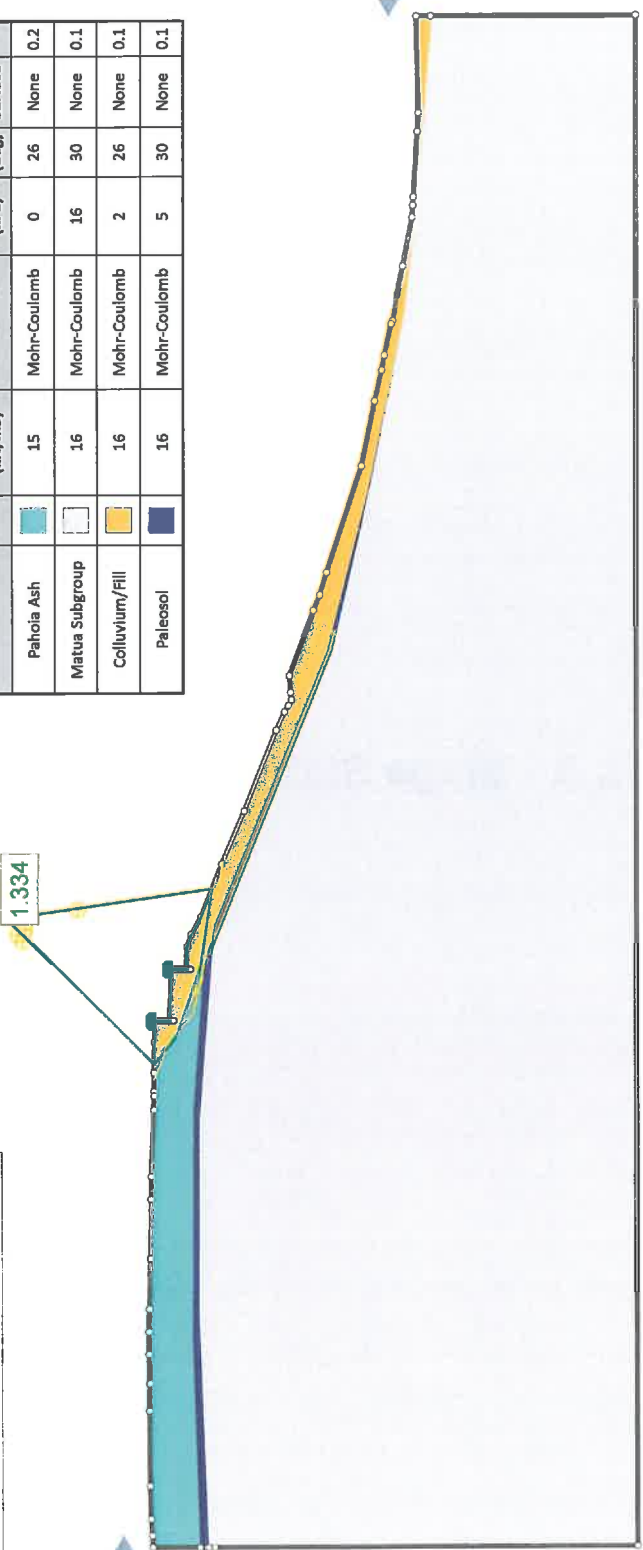 Pahoia Ash 15 Mohr-Coulomb 0 26 None 0.2
Matua Subgroup 16 Mohr-Coulomb 16 30 None 0.1
Colluvium/Fill 16 Mohr-Coulomb 2 26 None 0.1
Paleosol 16 Mohr-Coulomb 5 30 None 0.1
1.334